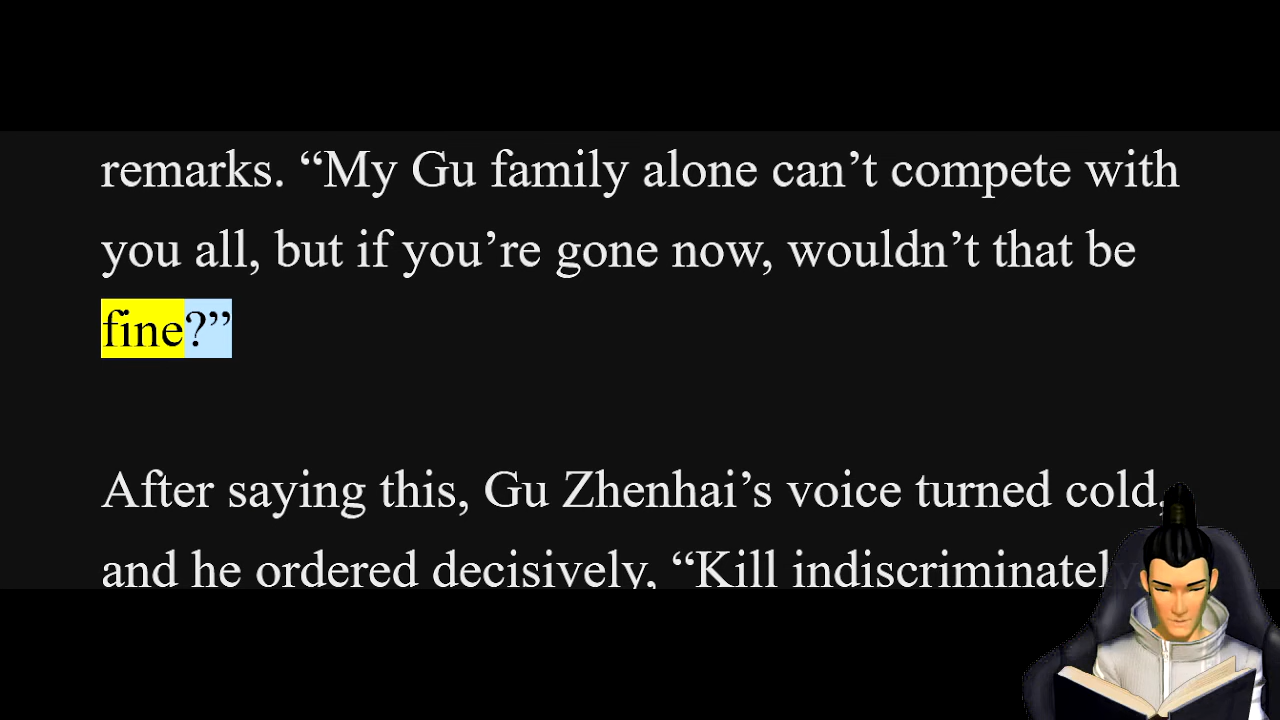 remarks. “My Gu family alone can’t compete with
you all, but if you’re gone now, wouldn’t that be
fine?”
After saying this, Gu Zhenhai’s voice turned cold,
and he ordered decisively, “Kill indiscriminately